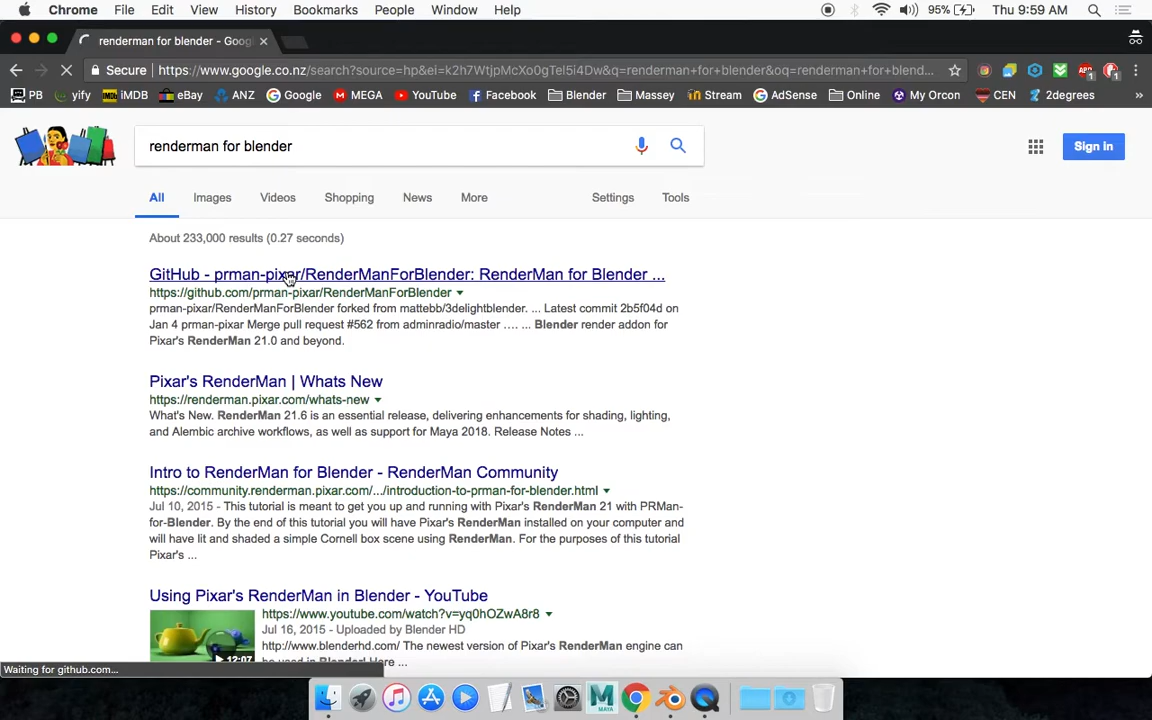 Chrome File Edit View History Bookmarks People Window Help 95% Thu 9:59 AM
renderman for blender - Goog
Secure https://www.google.co.nz/search?source=hp&ei=k2h7WtjpMcXo0gTel5i4Dw&q=renderman+for+blender&oq=renderman+for+blend...
PB yify iMDB eBay ANZ Google MEGA YouTube Facebook Blender Massey Stream AdSense Online My Orcon CEN 2degrees »
renderman for blender
Sign in
All Images Videos Shopping News More Settings Tools
About 233,000 results (0.27 seconds)
GitHub - prman-pixar/RenderManForBlender: RenderMan for Blender ...
https://github.com/prman-pixar/RenderManForBlender
prman-pixar/RenderManForBlender forked from mattebb/3delightblender. ... Latest commit 2b5f04d on
Jan 4 prman-pixar Merge pull request #562 from adminradio/master .... ... Blender render addon for
Pixar's RenderMan 21.0 and beyond.
Pixar's RenderMan | Whats New
https://renderman.pixar.com/whats-new
What's New. RenderMan 21.6 is an essential release, delivering enhancements for shading, lighting,
and Alembic archive workflows, as well as support for Maya 2018. Release Notes ...
Intro to RenderMan for Blender - RenderMan Community
https://community.renderman.pixar.com/.../introduction-to-prman-for-blender.html
Jul 10, 2015 - This tutorial is meant to get you up and running with Pixar's RenderMan 21 with PRMan-
for-Blender. By the end of this tutorial you will have Pixar's RenderMan installed on your computer and
will have lit and shaded a simple Cornell box scene using RenderMan. For the purposes of this tutorial
Pixar's ...
Using Pixar's RenderMan in Blender - YouTube
https://www.youtube.com/watch?v=yq0hOZwA8r8
Jul 16, 2015 - Uploaded by Blender HD
http://www.blenderhd.com/ The newest version of Pixar's RenderMan engine can
be used in Blender! Here ...
12:07
Waiting for github.com...